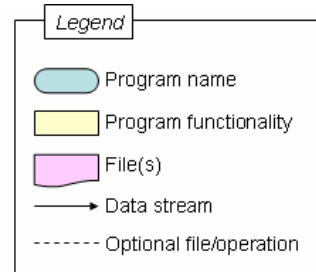 Legend
Program name
Program functionality
File(s)
Data stream
Optional file/operation